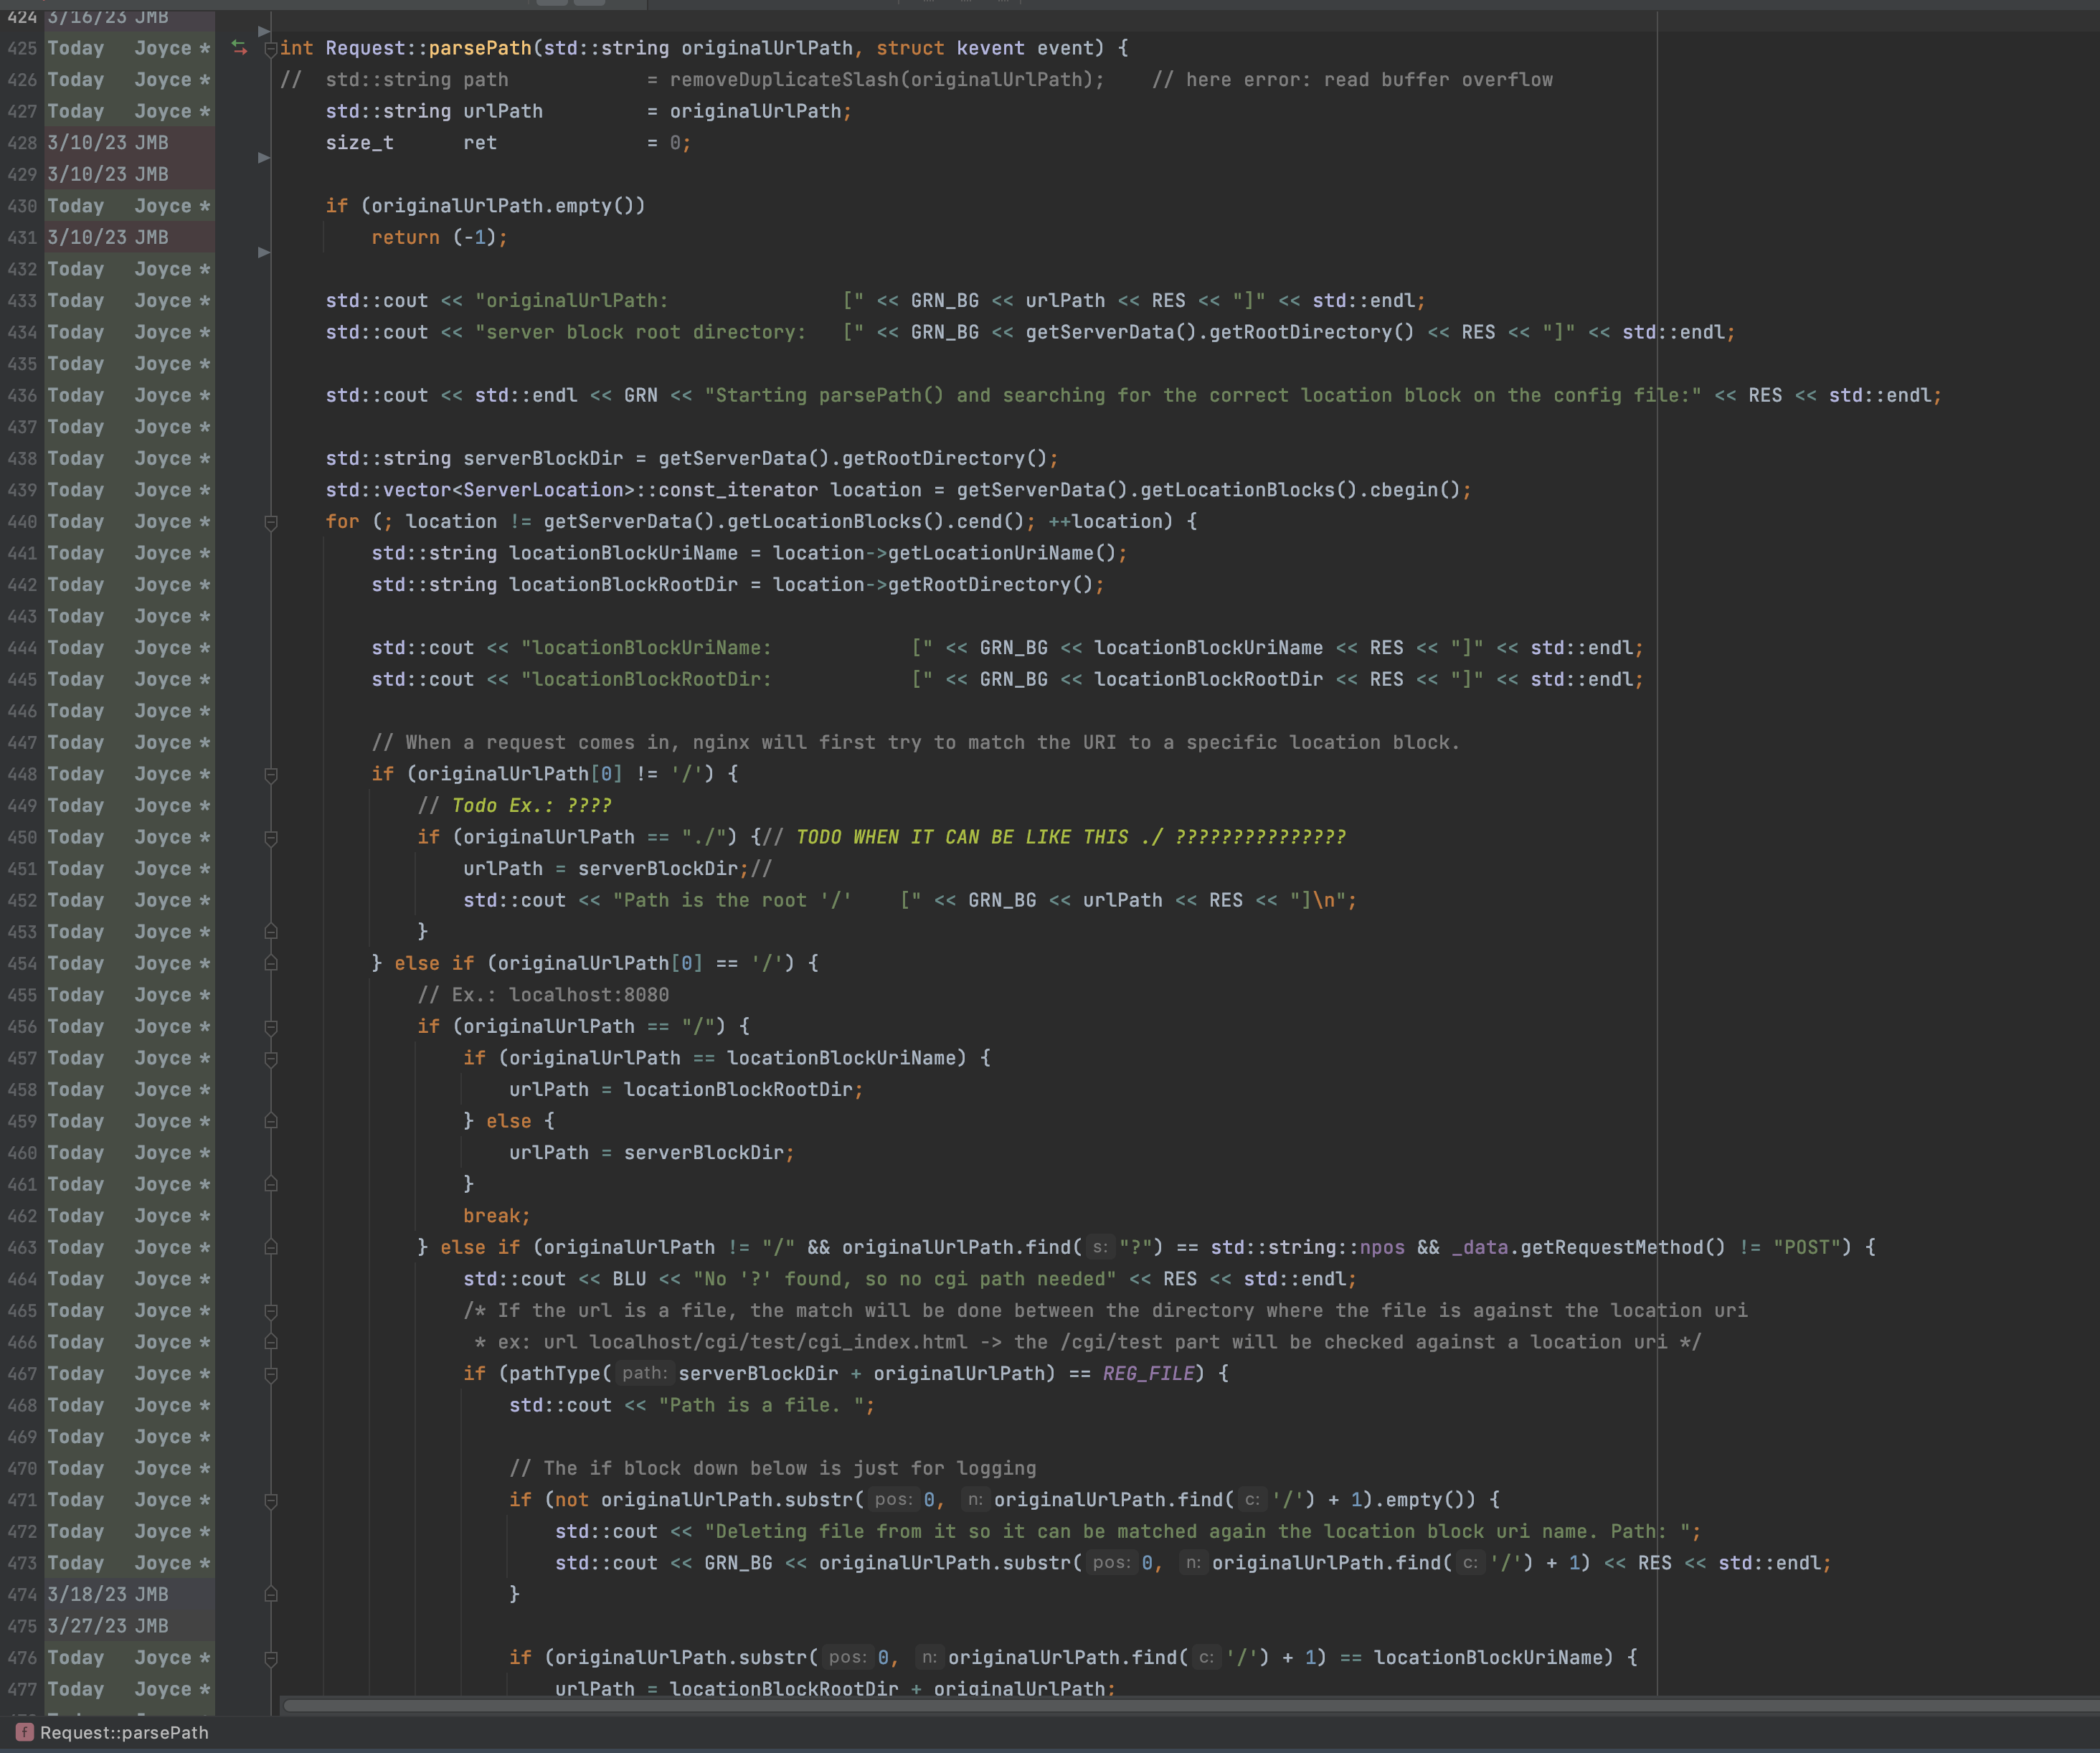 424 3/16/23 JMB
425 Today Joyce * int Request::parsePath(std::string originalUrlPath, struct kevent event) {
426 Today Joyce * //  std::string path            = removeDuplicateSlash(originalUrlPath);    // here error: read buffer overflow
427 Today Joyce *     std::string urlPath         = originalUrlPath;
428 3/10/23 JMB     size_t      ret             = 0;
429 3/10/23 JMB
430 Today Joyce *     if (originalUrlPath.empty())
431 3/10/23 JMB         return (-1);
432 Today Joyce *
433 Today Joyce *     std::cout << "originalUrlPath:               [" << GRN_BG << urlPath << RES << "]" << std::endl;
434 Today Joyce *     std::cout << "server block root directory:   [" << GRN_BG << getServerData().getRootDirectory() << RES << "]" << std::endl;
435 Today Joyce *
436 Today Joyce *     std::cout << std::endl << GRN << "Starting parsePath() and searching for the correct location block on the config file:" << RES << std::endl;
437 Today Joyce *
438 Today Joyce *     std::string serverBlockDir = getServerData().getRootDirectory();
439 Today Joyce *     std::vector<ServerLocation>::const_iterator location = getServerData().getLocationBlocks().cbegin();
440 Today Joyce *     for (; location != getServerData().getLocationBlocks().cend(); ++location) {
441 Today Joyce *         std::string locationBlockUriName = location->getLocationUriName();
442 Today Joyce *         std::string locationBlockRootDir = location->getRootDirectory();
443 Today Joyce *
444 Today Joyce *         std::cout << "locationBlockUriName:            [" << GRN_BG << locationBlockUriName << RES << "]" << std::endl;
445 Today Joyce *         std::cout << "locationBlockRootDir:            [" << GRN_BG << locationBlockRootDir << RES << "]" << std::endl;
446 Today Joyce *
447 Today Joyce *         // When a request comes in, nginx will first try to match the URI to a specific location block.
448 Today Joyce *         if (originalUrlPath[0] != '/') {
449 Today Joyce *             // Todo Ex.: ????
450 Today Joyce *             if (originalUrlPath == "./") {// TODO WHEN IT CAN BE LIKE THIS ./ ???????????????
451 Today Joyce *                 urlPath = serverBlockDir;//
452 Today Joyce *                 std::cout << "Path is the root '/'    [" << GRN_BG << urlPath << RES << "]\n";
453 Today Joyce *             }
454 Today Joyce *         } else if (originalUrlPath[0] == '/') {
455 Today Joyce *             // Ex.: localhost:8080
456 Today Joyce *             if (originalUrlPath == "/") {
457 Today Joyce *                 if (originalUrlPath == locationBlockUriName) {
458 Today Joyce *                     urlPath = locationBlockRootDir;
459 Today Joyce *                 } else {
460 Today Joyce *                     urlPath = serverBlockDir;
461 Today Joyce *                 }
462 Today Joyce *                 break;
463 Today Joyce *             } else if (originalUrlPath != "/" && originalUrlPath.find( s: "?") == std::string::npos && _data.getRequestMethod() != "POST") {
464 Today Joyce *                 std::cout << BLU << "No '?' found, so no cgi path needed" << RES << std::endl;
465 Today Joyce *                 /* If the url is a file, the match will be done between the directory where the file is against the location uri
466 Today Joyce *                  * ex: url localhost/cgi/test/cgi_index.html -> the /cgi/test part will be checked against a location uri */
467 Today Joyce *                 if (pathType( path: serverBlockDir + originalUrlPath) == REG_FILE) {
468 Today Joyce *                     std::cout << "Path is a file. ";
469 Today Joyce *
470 Today Joyce *                     // The if block down below is just for logging
471 Today Joyce *                     if (not originalUrlPath.substr( pos: 0, n: originalUrlPath.find( c: '/') + 1).empty()) {
472 Today Joyce *                         std::cout << "Deleting file from it so it can be matched again the location block uri name. Path: ";
473 Today Joyce *                         std::cout << GRN_BG << originalUrlPath.substr( pos: 0, n: originalUrlPath.find( c: '/') + 1) << RES << std::endl;
474 3/18/23 JMB                     }
475 3/27/23 JMB
476 Today Joyce *                     if (originalUrlPath.substr( pos: 0, n: originalUrlPath.find( c: '/') + 1) == locationBlockUriName) {
477 Today Joyce *                         urlPath = locationBlockRootDir + originalUrlPath;
f Request::parsePath